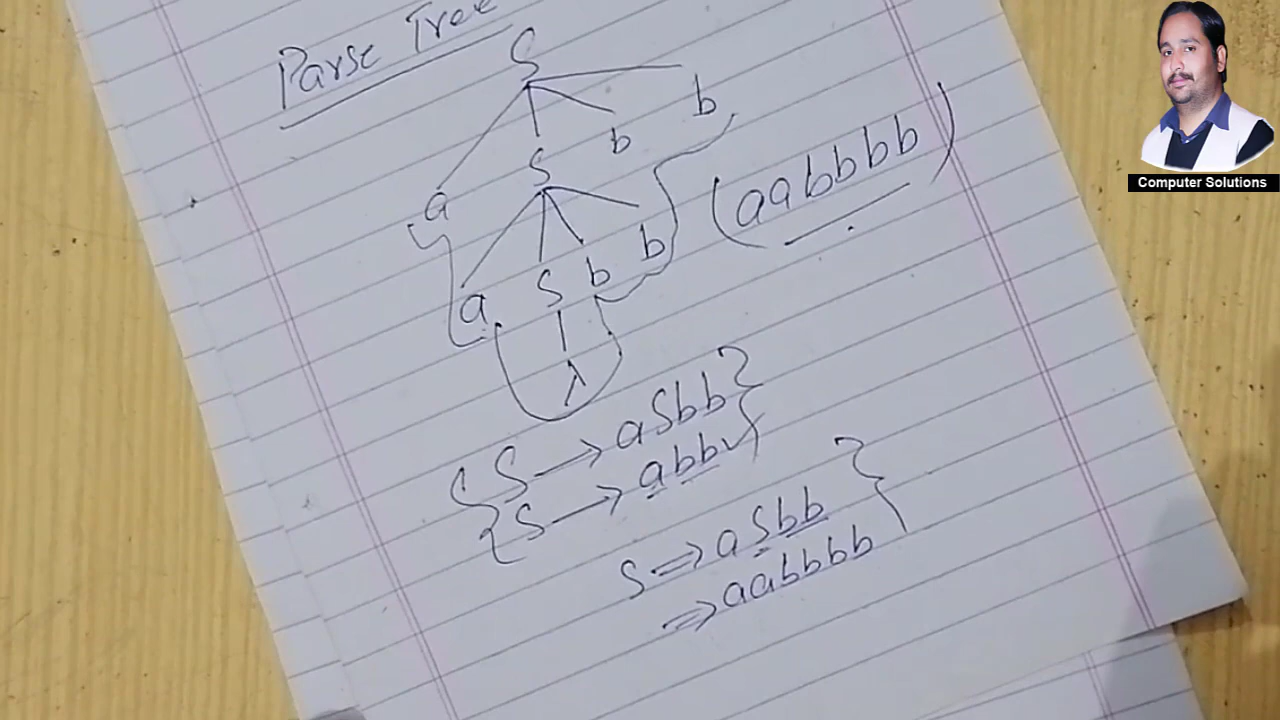 Parse Tree
S
a S b b
a S b b
λ
(aabbbb)
S → aSbb
S → abb
S ⇒ aSbb
⇒ aabbbb
Computer Solutions